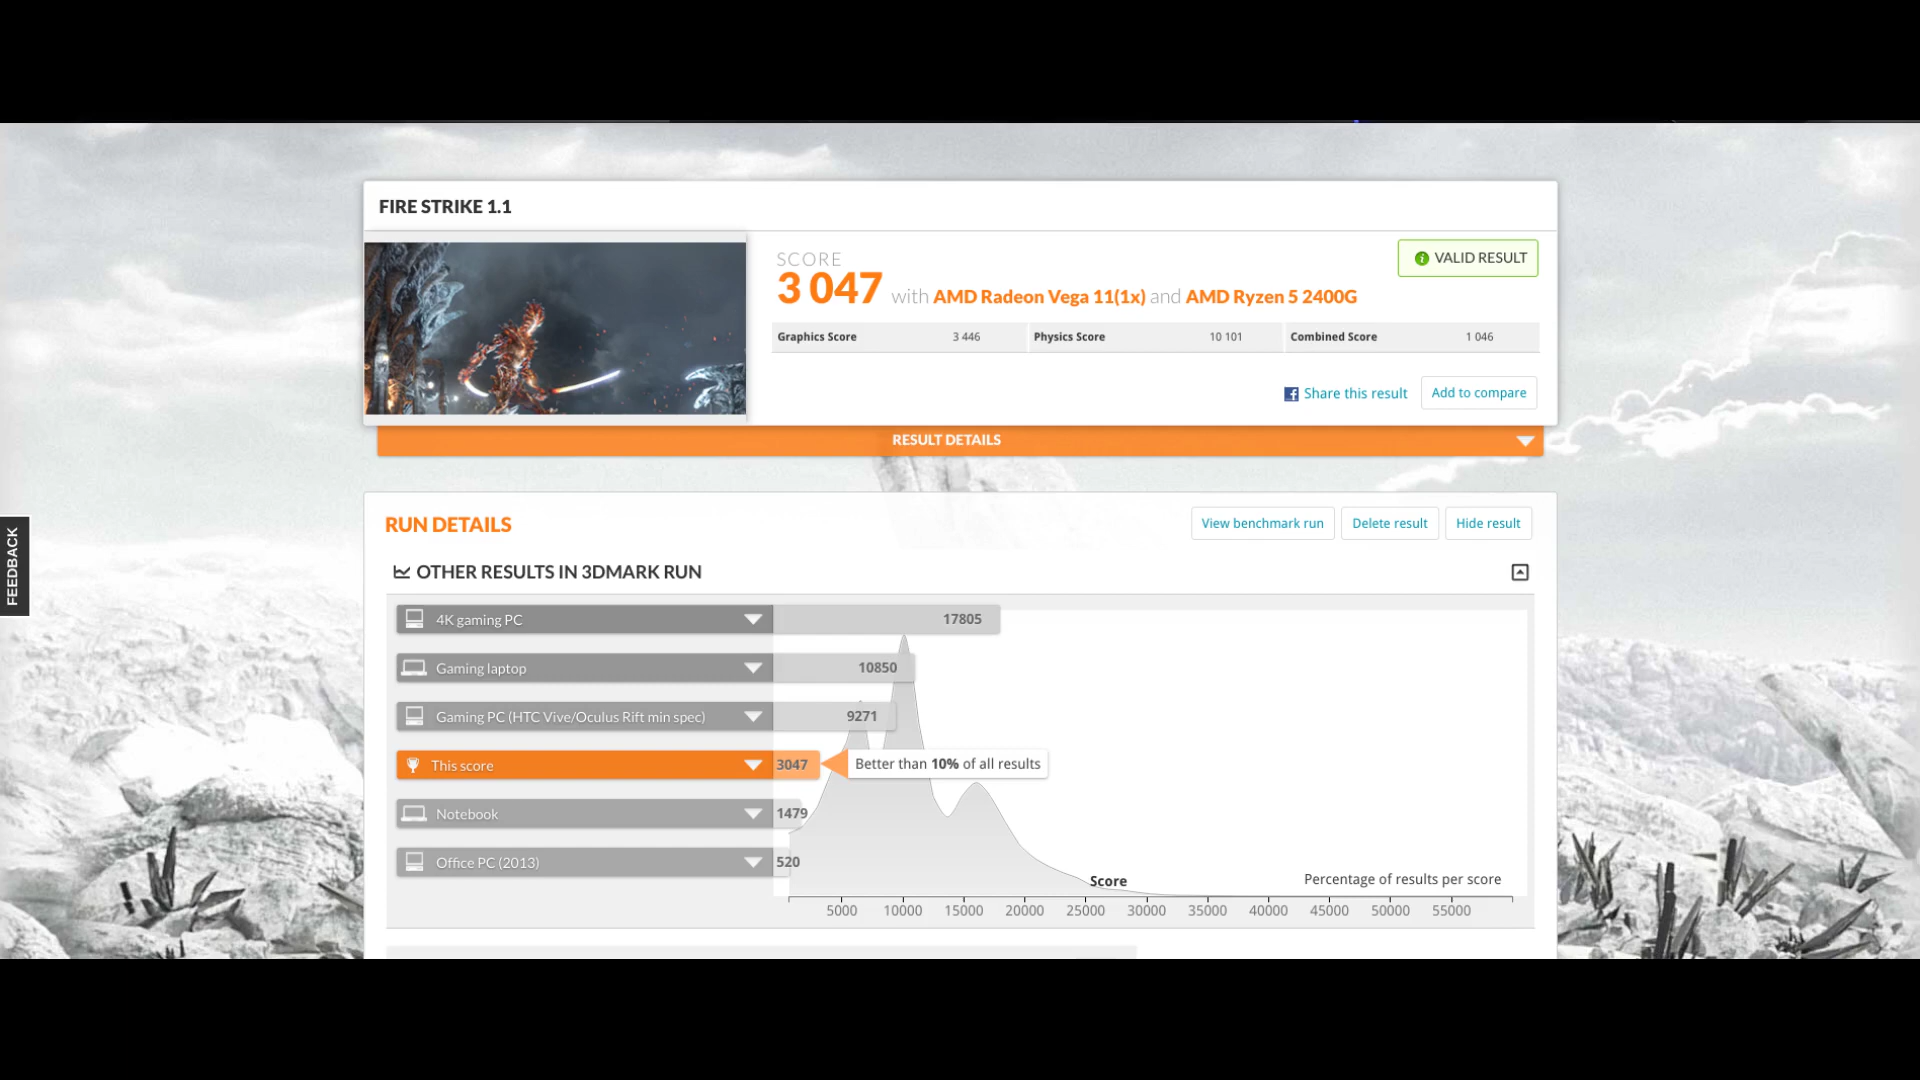 FIRE STRIKE 1.1
SCORE
3 047 with AMD Radeon Vega 11(1x) and AMD Ryzen 5 2400G
VALID RESULT
Graphics Score 3 446 Physics Score 10 101 Combined Score 1 046
Share this result Add to compare
RESULT DETAILS
FEEDBACK
RUN DETAILS
View benchmark run Delete result Hide result
OTHER RESULTS IN 3DMARK RUN
4K gaming PC 17805
Gaming laptop 10850
Gaming PC (HTC Vive/Oculus Rift min spec) 9271
This score 3047 Better than 10% of all results
Notebook 1479
Office PC (2013) 520
Score Percentage of results per score
5000 10000 15000 20000 25000 30000 35000 40000 45000 50000 55000